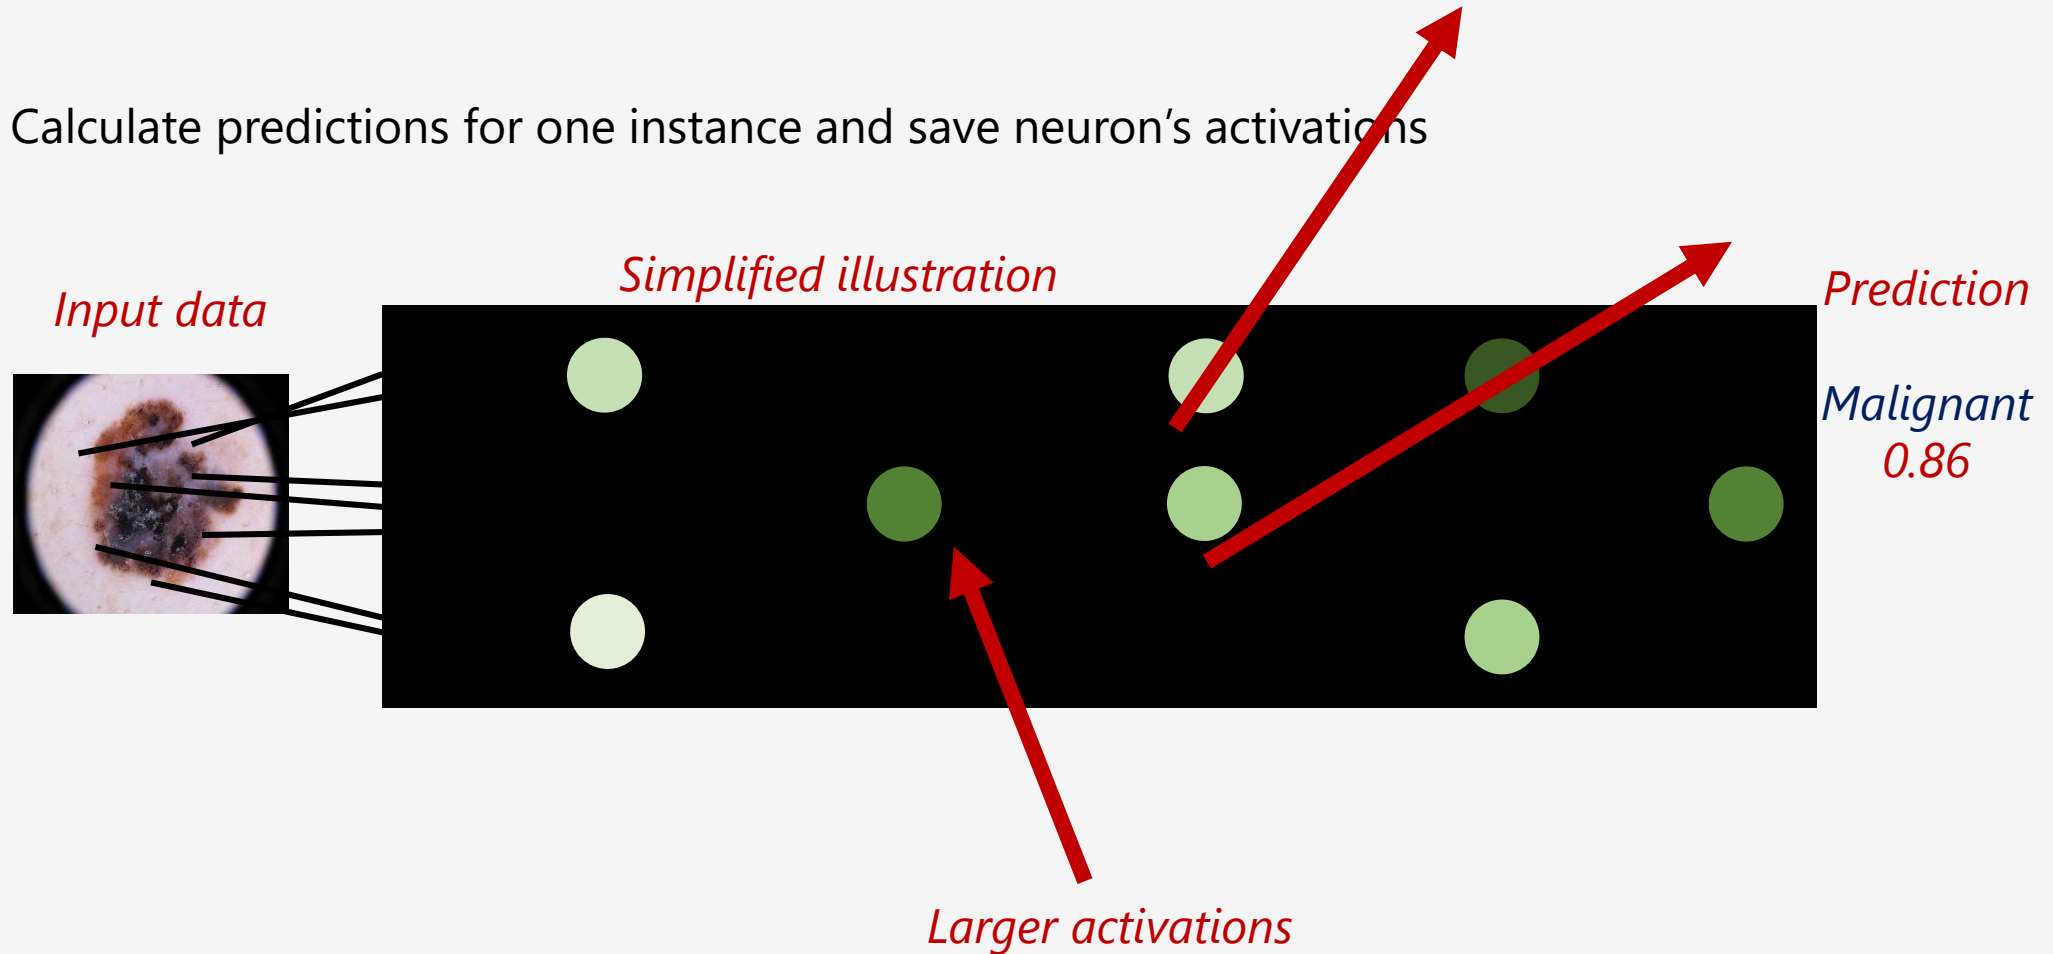 Calculate predictions for one instance and save neuron’s activations
Simplified illustration
Input data
Prediction
Malignant
0.86
Larger activations